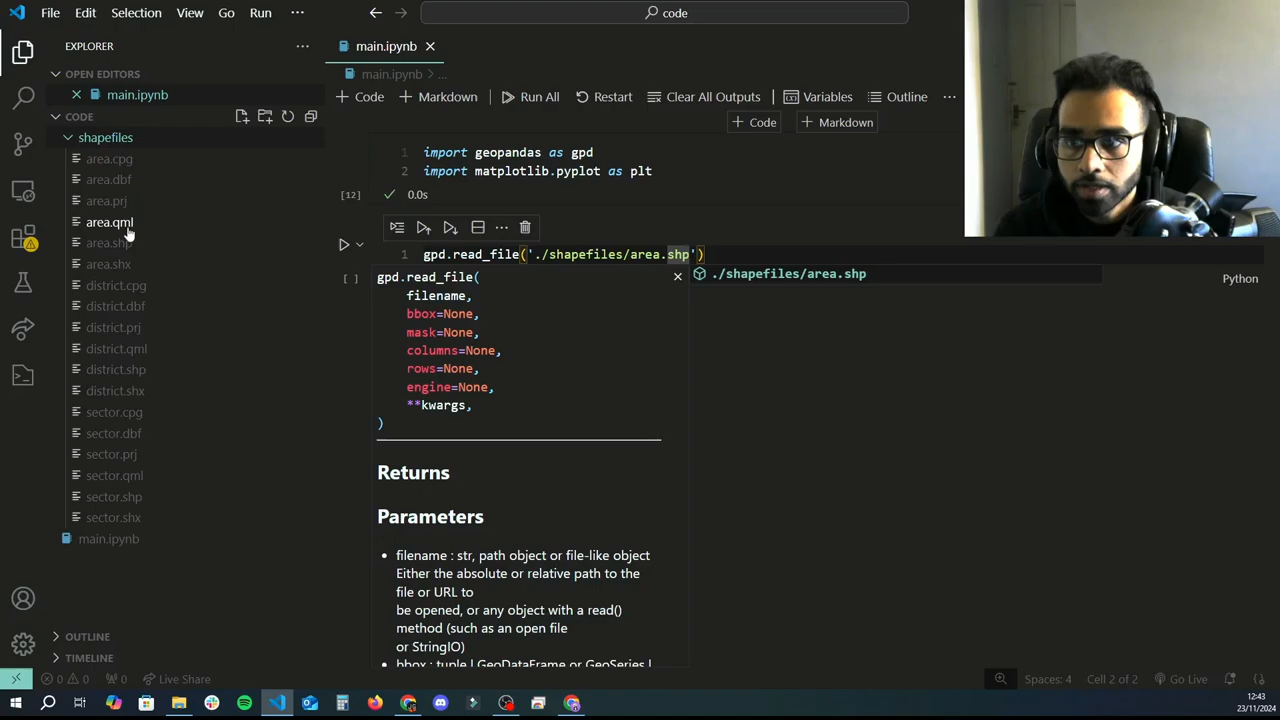 File Edit Selection View Go Run ···
code
EXPLORER ···
main.ipynb
OPEN EDITORS
main.ipynb
main.ipynb > ...
+ Code + Markdown Run All Restart Clear All Outputs Variables Outline ···
CODE
+ Code + Markdown
shapefiles
area.cpg
area.dbf
area.prj
area.qml
area.shp
area.shx
district.cpg
district.dbf
district.prj
district.qml
district.shp
district.shx
sector.cpg
sector.dbf
sector.prj
sector.qml
sector.shp
sector.shx
main.ipynb
OUTLINE
TIMELINE
1 import geopandas as gpd
2 import matplotlib.pyplot as plt
[12] 0.0s
1 gpd.read_file('./shapefiles/area.shp')
[ ]
Python
./shapefiles/area.shp
gpd.read_file(
filename,
bbox=None,
mask=None,
columns=None,
rows=None,
engine=None,
**kwargs,
)
Returns
Parameters
• filename : str, path object or file-like object
Either the absolute or relative path to the
file or URL to
be opened, or any object with a read()
method (such as an open file
or StringIO)
• bbox : tuple | GeoDataFrame or GeoSeries |
0 0 0 Live Share
Spaces: 4 Cell 2 of 2 Go Live
12:43
23/11/2024